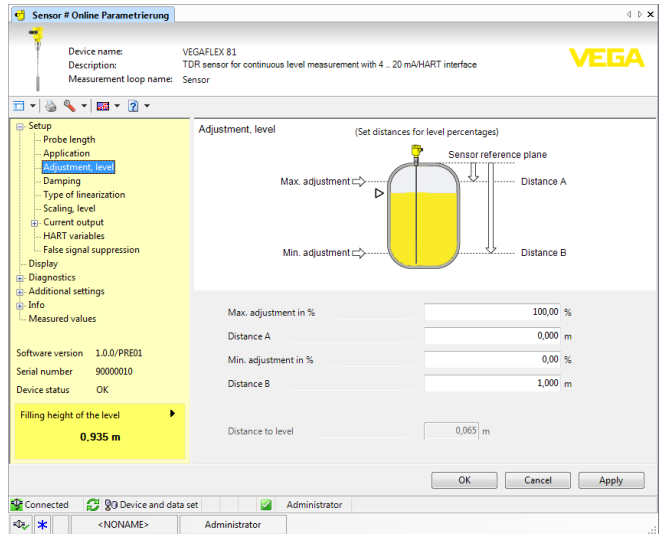 Sensor # Online Parametrierung
Device name: VEGAFLEX 81
Description: TDR sensor for continuous level measurement with 4 .. 20 mA/HART interface
Measurement loop name: Sensor
VEGA
Setup
Probe length
Application
Adjustment, level
Damping
Type of linearization
Scaling, level
Current output
HART variables
False signal suppression
Display
Diagnostics
Additional settings
Info
Measured values
Software version 1.0.0/PRE01
Serial number 90000010
Device status OK
Filling height of the level
0.935 m
Adjustment, level
(Set distances for level percentages)
Sensor reference plane
Max. adjustment
Distance A
Min. adjustment
Distance B
Max. adjustment in % 100,00 %
Distance A 0,000 m
Min. adjustment in % 0,00 %
Distance B 1,000 m
Distance to level 0,065 m
OK Cancel Apply
Connected Device and data set Administrator
<NONAME> Administrator